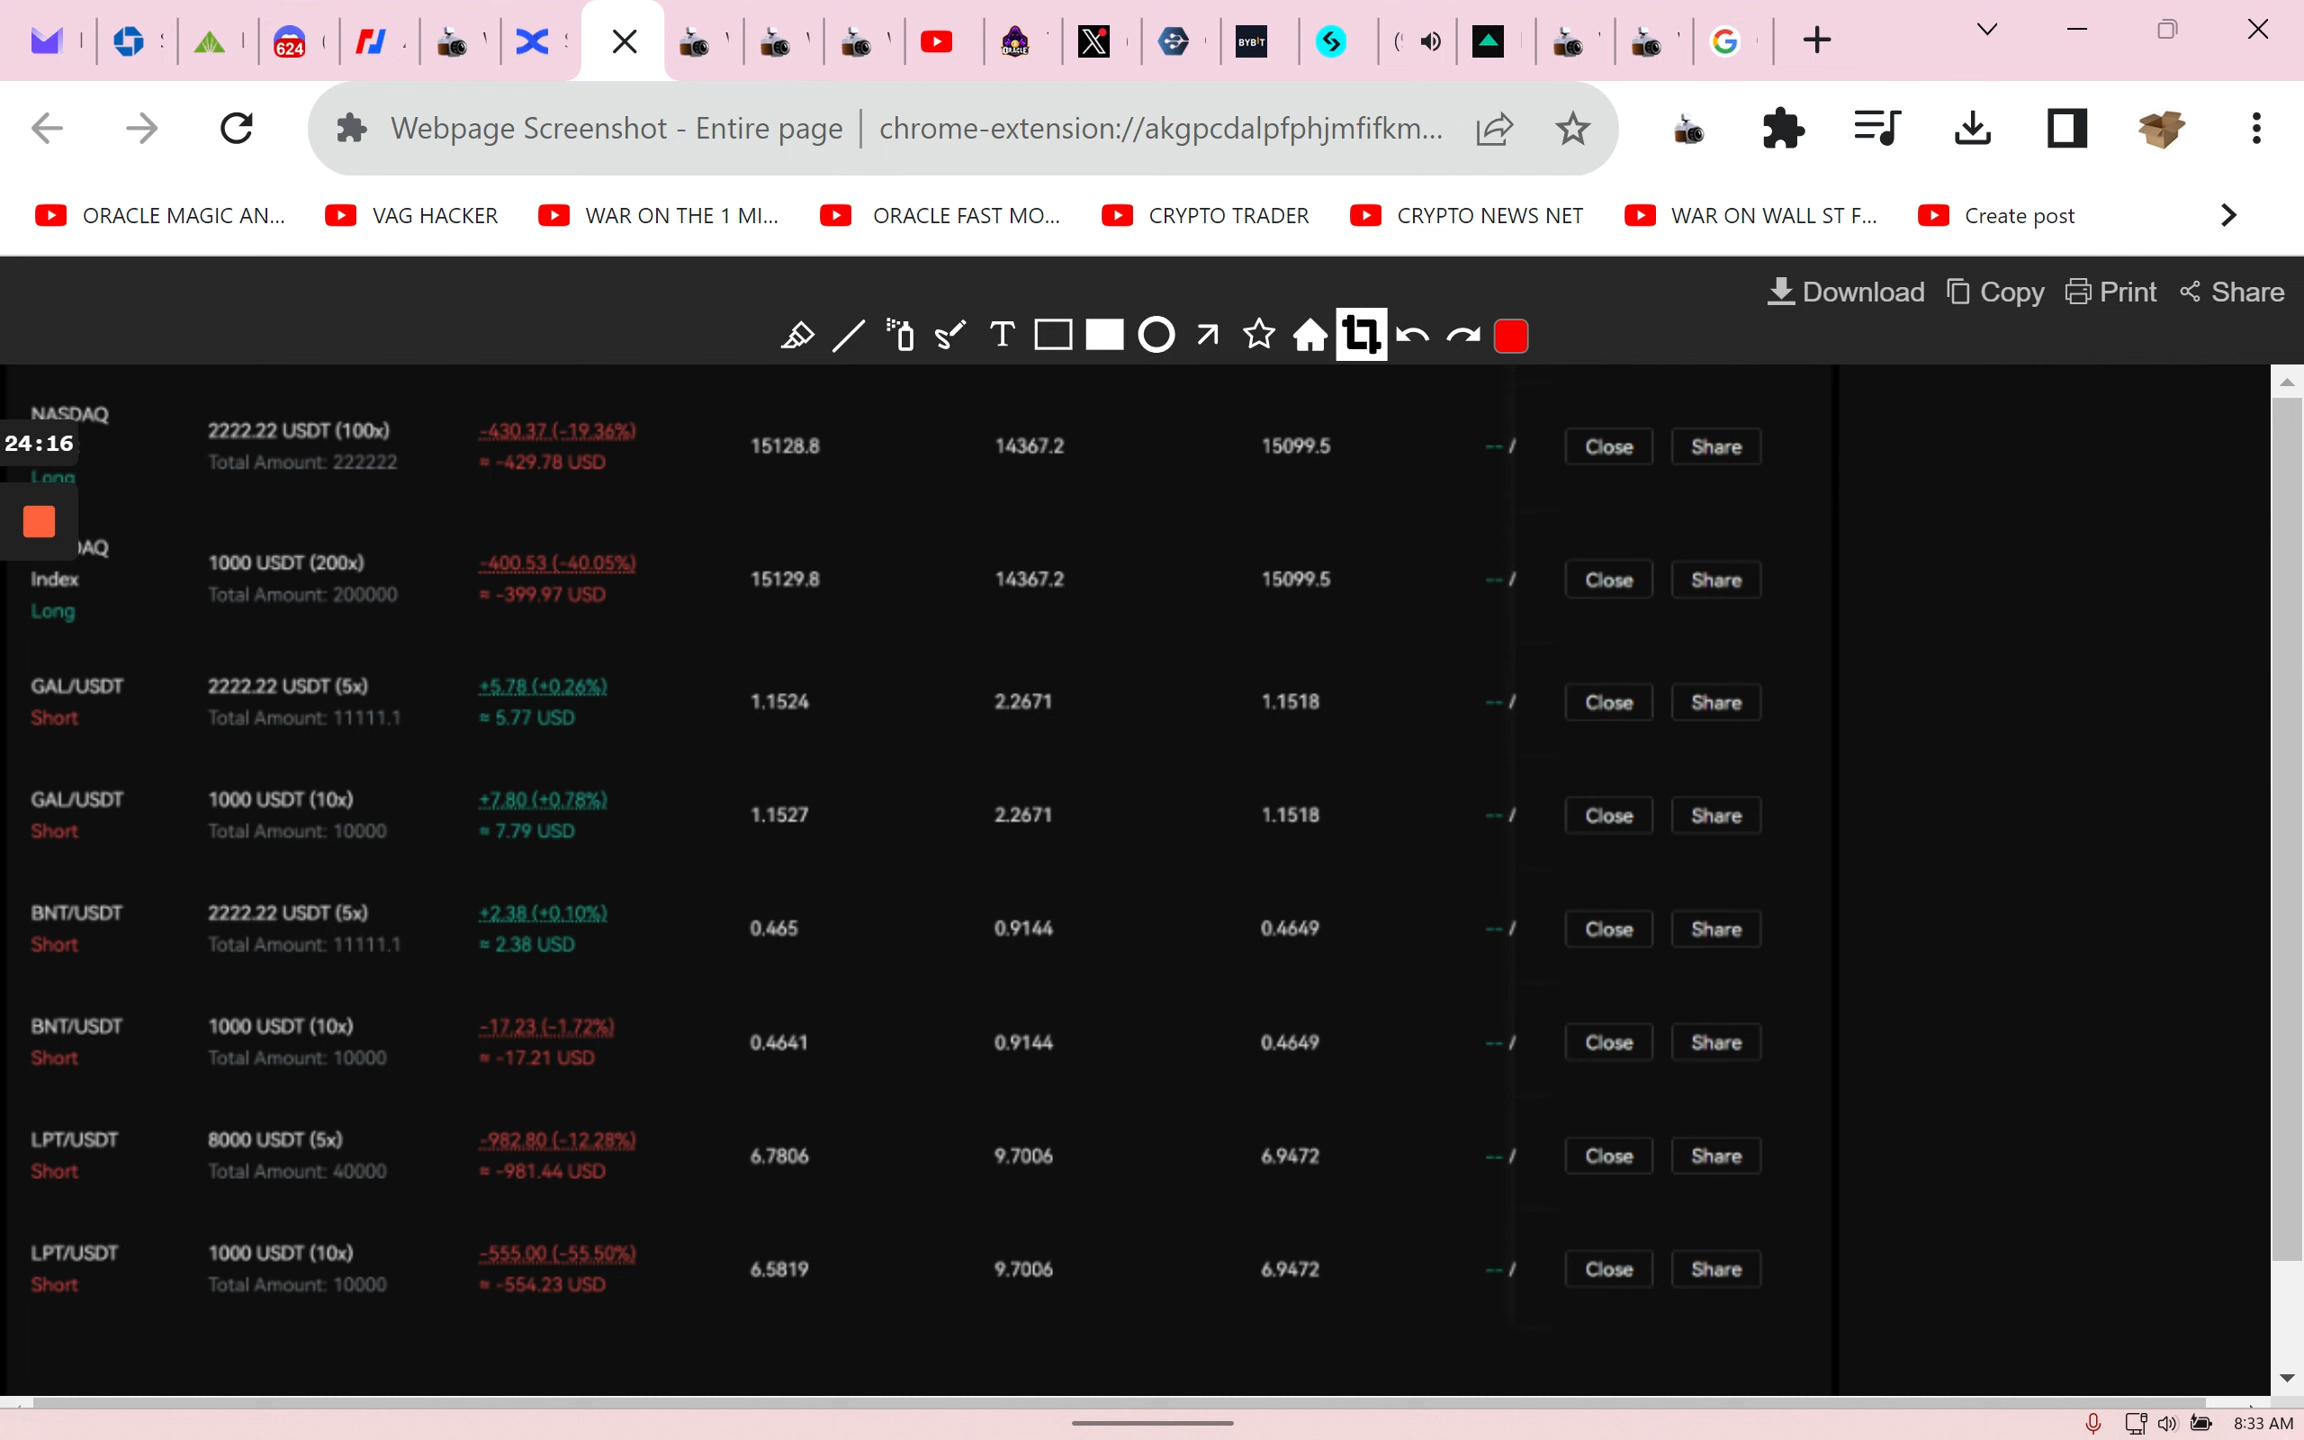 624
BYBIT
ORACLE
Webpage Screenshot - Entire page | chrome-extension://akgpcdalpfphjmfifkm...
ORACLE MAGIC AN... VAG HACKER WAR ON THE 1 MI... ORACLE FAST MO... CRYPTO TRADER CRYPTO NEWS NET WAR ON WALL ST F... Create post
Download Copy Print Share
T
NASDAQ
24:16
Long
2222.22 USDT (100x) -430.37 (-19.36%) 15128.8 14367.2 15099.5 -- / Close Share
Total Amount: 222222 ≈ -429.78 USD
DAQ
Index
Long
1000 USDT (200x) -400.53 (-40.05%) 15129.8 14367.2 15099.5 -- / Close Share
Total Amount: 200000 ≈ -399.97 USD
GAL/USDT 2222.22 USDT (5x) +5.78 (+0.26%) 1.1524 2.2671 1.1518 -- / Close Share
Short Total Amount: 11111.1 ≈ 5.77 USD
GAL/USDT 1000 USDT (10x) +7.80 (+0.78%) 1.1527 2.2671 1.1518 -- / Close Share
Short Total Amount: 10000 ≈ 7.79 USD
BNT/USDT 2222.22 USDT (5x) +2.38 (+0.10%) 0.465 0.9144 0.4649 -- / Close Share
Short Total Amount: 11111.1 ≈ 2.38 USD
BNT/USDT 1000 USDT (10x) -17.23 (-1.72%) 0.4641 0.9144 0.4649 -- / Close Share
Short Total Amount: 10000 ≈ -17.21 USD
LPT/USDT 8000 USDT (5x) -982.80 (-12.28%) 6.7806 9.7006 6.9472 -- / Close Share
Short Total Amount: 40000 ≈ -981.44 USD
LPT/USDT 1000 USDT (10x) -555.00 (-55.50%) 6.5819 9.7006 6.9472 -- / Close Share
Short Total Amount: 10000 ≈ -554.23 USD
8:33 AM